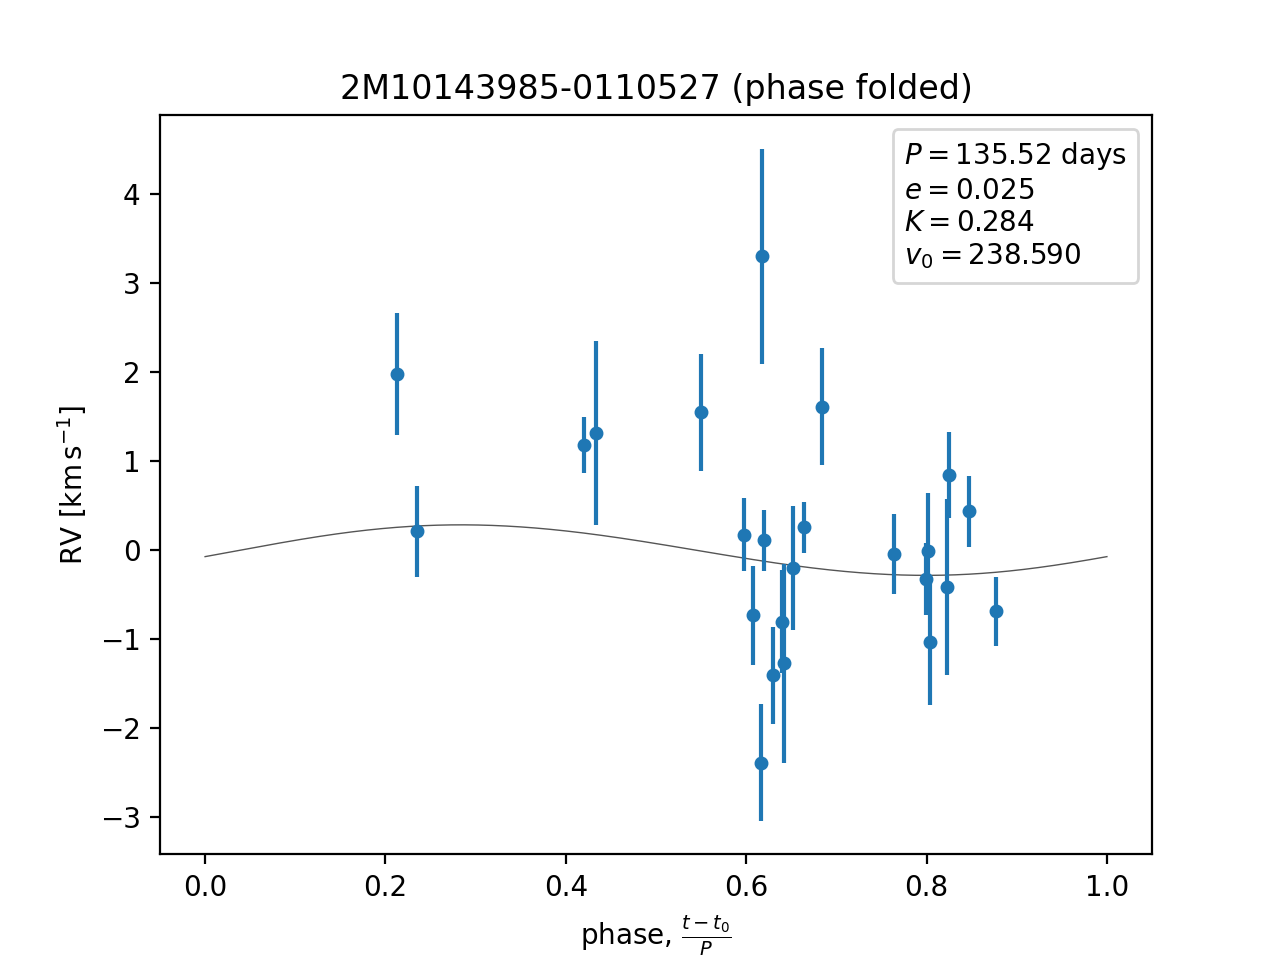 2M10143985-0110527 (phase folded)
P = 135.52 days
e = 0.025
K = 0.284
v₀ = 238.590
4
3
2
1
0
−1
−2
−3
RV [km s⁻¹]
0.0 0.2 0.4 0.6 0.8 1.0
phase, (t − t₀)/P